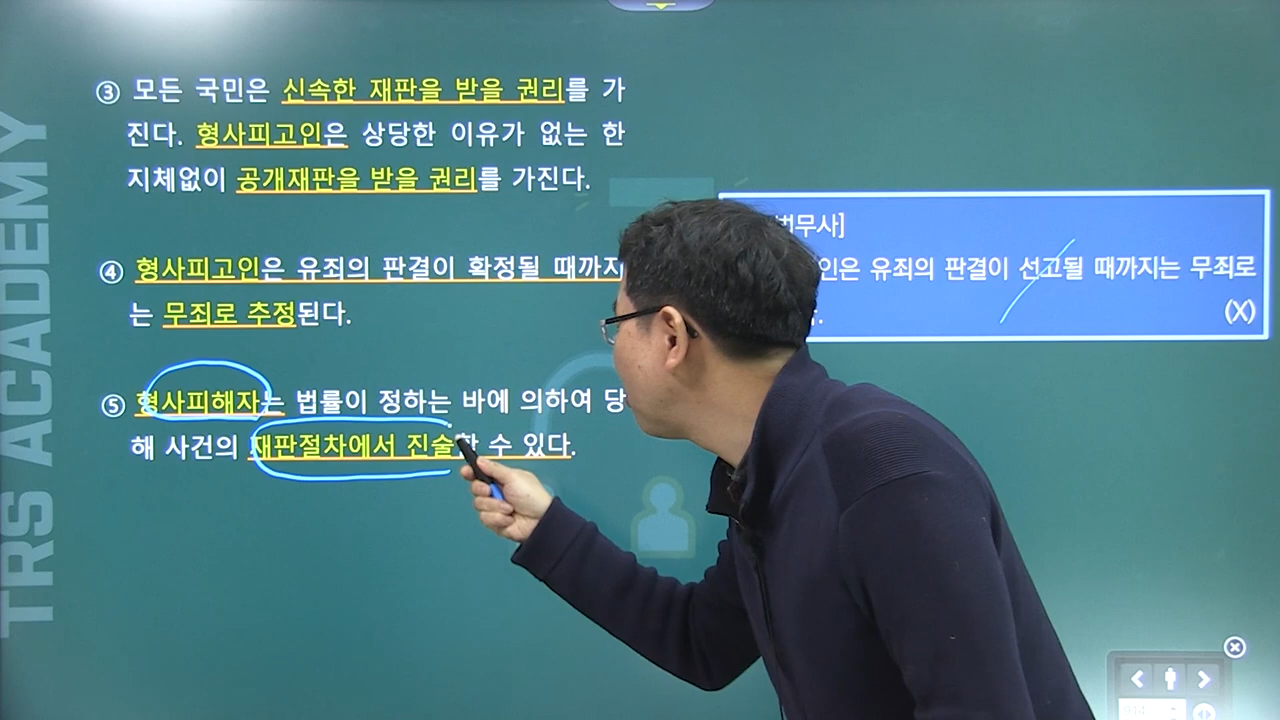 ③ 모든 국민은 신속한 재판을 받을 권리를 가
진다. 형사피고인은 상당한 이유가 없는 한
지체없이 공개재판을 받을 권리를 가진다.
④ 형사피고인은 유죄의 판결이 확정될 때까지
는 무죄로 추정된다.
⑤ 형사피해자는 법률이 정하는 바에 의하여 당
해 사건의 재판절차에서 진술할 수 있다.
법무사]
인은 유죄의 판결이 선고될 때까지는 무죄로
(X)
TRS ACADEMY